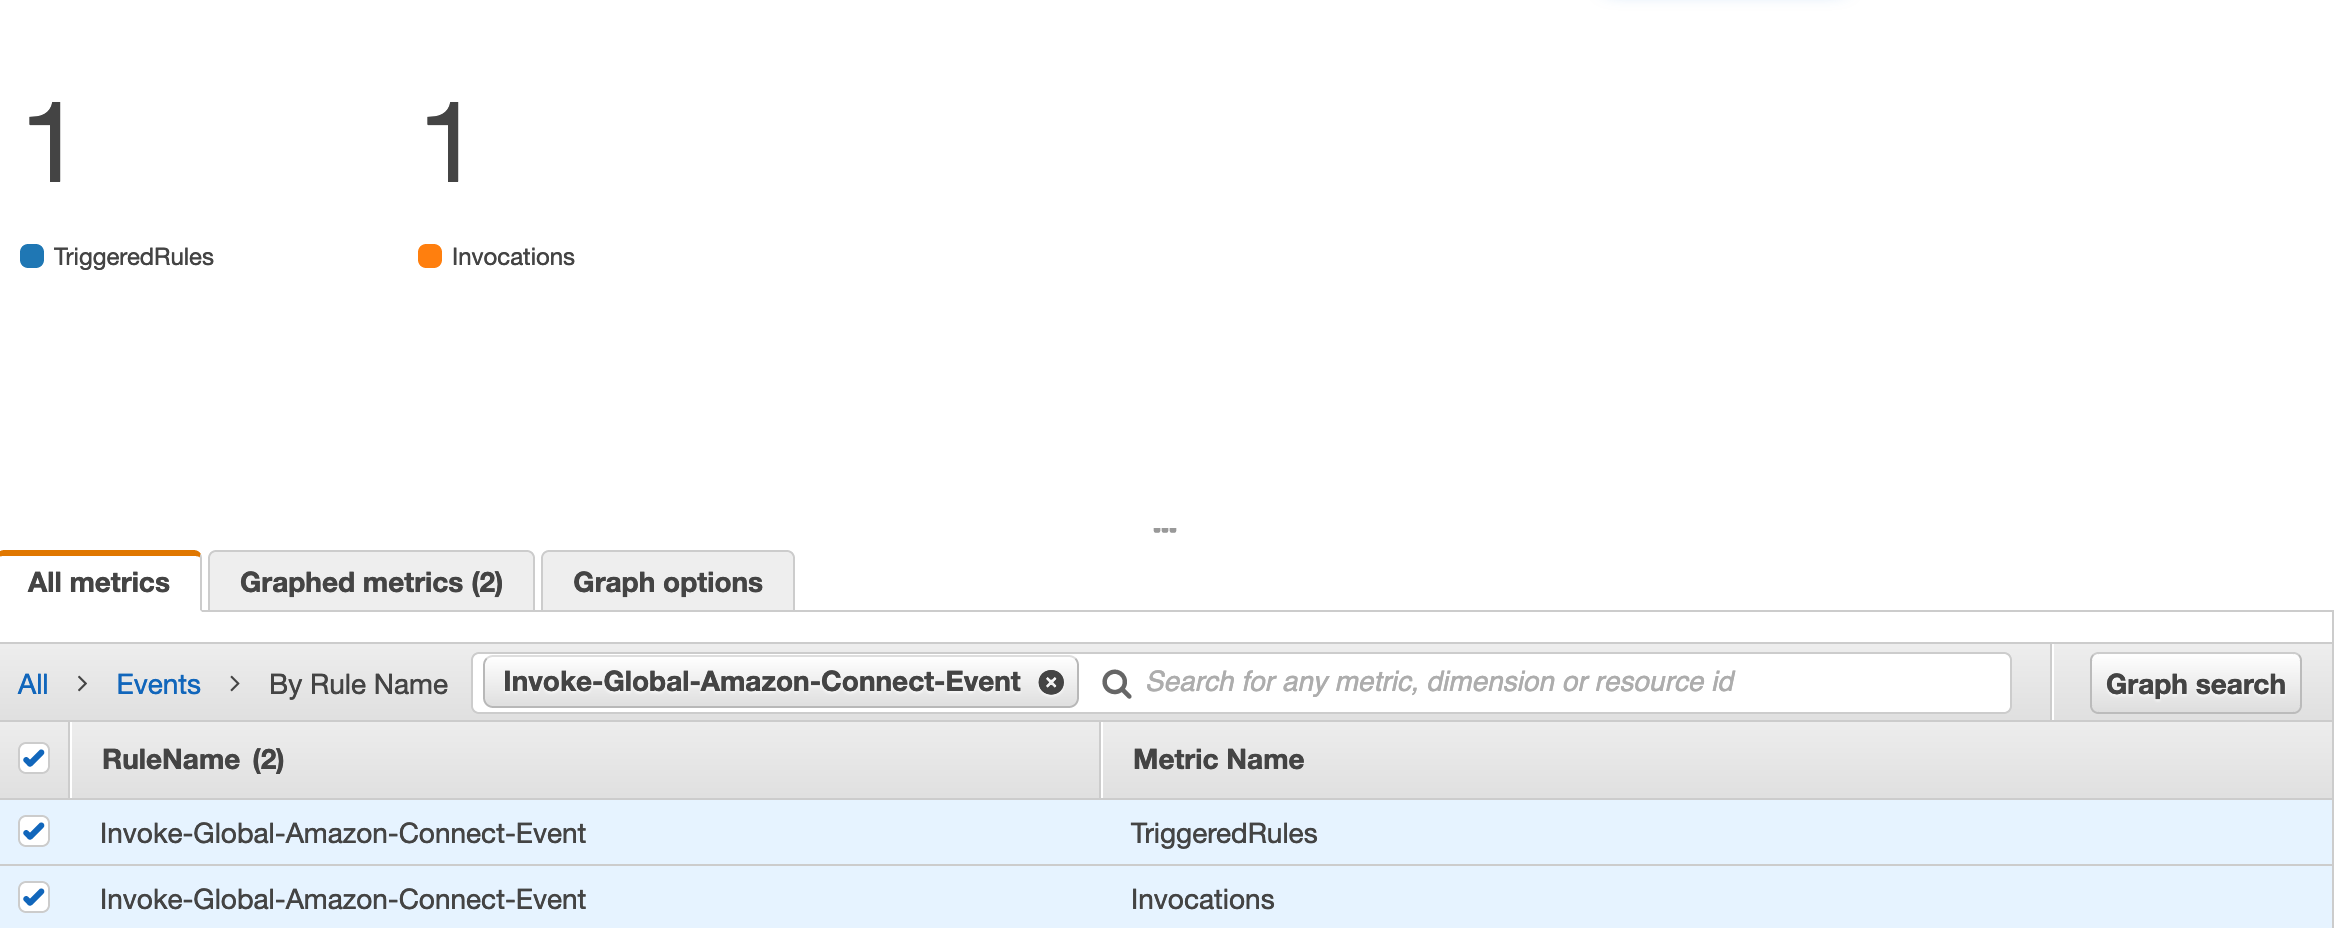 1 1
TriggeredRules Invocations
All metrics Graphed metrics (2) Graph options
All > Events > By Rule Name Invoke-Global-Amazon-Connect-Event Search for any metric, dimension or resource id Graph search
RuleName (2) Metric Name
Invoke-Global-Amazon-Connect-Event TriggeredRules
Invoke-Global-Amazon-Connect-Event Invocations